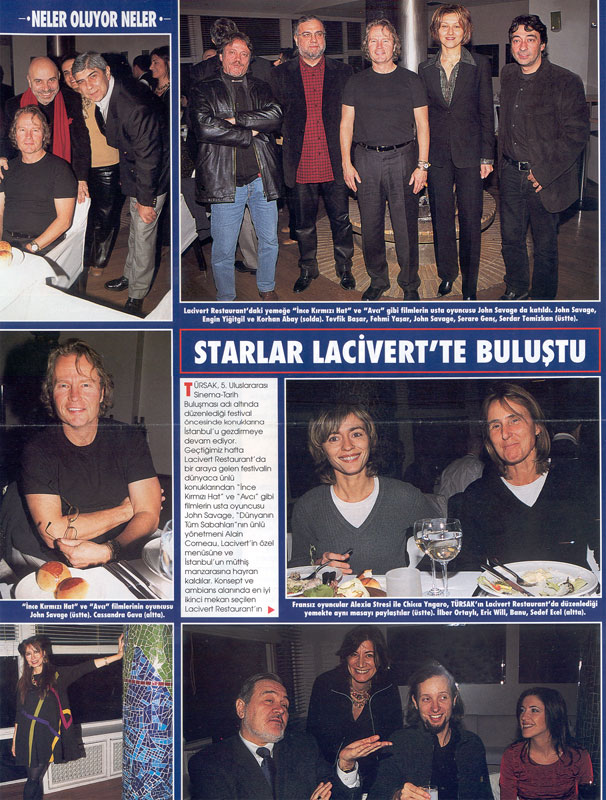 -• NELER OLUYOR NELER •-
Lacivert Restaurant'daki yemeğe "İnce Kırmızı Hat" ve "Avcı" gibi filmlerin usta oyuncusu John Savage da katıldı. John Savage,
Engin Yiğitgil ve Korhan Abay (solda). Tevfik Başar, Fehmi Yaşar, John Savage, Şerare Genç, Serdar Temizkan (üstte).
STARLAR LACİVERT'TE BULUŞTU
TÜRSAK, 5. Uluslararası
Sinema-Tarih
Buluşması adı altında
düzenlediği festival
öncesinde konuklarına
İstanbul'u gezdirmeye
devam ediyor.
Geçtiğimiz hafta
Lacivert Restaurant'da
bir araya gelen festivalin
dünyaca ünlü
konuklarından "İnce
Kırmızı Hat" ve "Avcı" gibi
filmlerin usta oyuncusu
John Savage, "Dünyanın
Tüm Sabahları"nın ünlü
yönetmeni Alain
Corneau, Lacivert'in özel
menüsüne ve
İstanbul'un müthiş
manzarasına hayran
kaldılar. Konsept ve
ambians alanında en iyi
ikinci mekan seçilen
Lacivert Restaurant'ın
"İnce Kırmızı Hat" ve "Avcı" filmlerinin oyuncusu
John Savage (üstte). Cassandra Gava (altta).
Fransız oyuncular Alexia Stresi ile Chicca Yngaro, TÜRSAK'ın Lacivert Restaurant'da düzenlediği
yemekte aynı masayı paylaştılar (üstte). İlber Ortaylı, Eric Will, Banu, Sedef Ecel (altta).